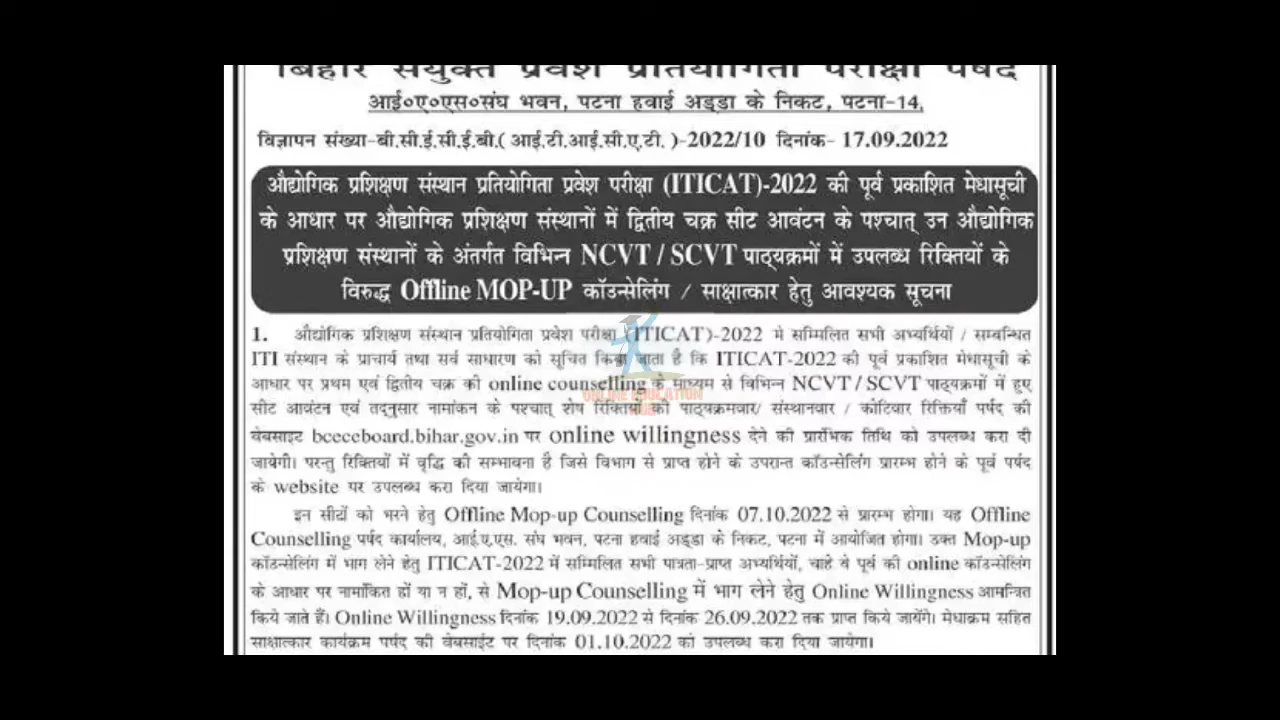 बिहार संयुक्त प्रवेश प्रतियोगिता परीक्षा पर्षद
आई०ए०एस०संघ भवन, पटना हवाई अड्डा के निकट, पटना-14.
विज्ञापन संख्या-बी.सी.ई.सी.ई.बी.( आई.टी.आई.सी.ए.टी. )-2022/10 दिनांक- 17.09.2022
औद्योगिक प्रशिक्षण संस्थान प्रतियोगिता प्रवेश परीक्षा (ITICAT)-2022 की पूर्व प्रकाशित मेधासूची
के आधार पर औद्योगिक प्रशिक्षण संस्थानों में द्वितीय चक्र सीट आवंटन के पश्चात् उन औद्योगिक
प्रशिक्षण संस्थानों के अंतर्गत विभिन्न NCVT / SCVT पाठ्यक्रमों में उपलब्ध रिक्तियों के
विरुद्ध Offline MOP-UP कॉउन्सेलिंग / साक्षात्कार हेतु आवश्यक सूचना
1. औद्योगिक प्रशिक्षण संस्थान प्रतियोगिता प्रवेश परीक्षा (ITICAT)-2022 मे सम्मिलित सभी अभ्यर्थियों / सम्बन्धित
ITI संस्थान के प्राचार्य तथा सर्व साधारण को सूचित किया जाता है कि ITICAT-2022 की पूर्व प्रकाशित मेधासूची के
आधार पर प्रथम एवं द्वितीय चक्र की online counselling के माध्यम से विभिन्न NCVT / SCVT पाठ्यक्रमों में हुए
सीट आवंटन एवं तद्नुसार नामांकन के पश्चात् शेष रिक्तियों की पाठ्यक्रमवार/ संस्थानवार / कोटिवार रिक्तियाँ पर्षद की
वेबसाइट bceceboard.bihar.gov.in पर online willingness देने की प्रारंभिक तिथि को उपलब्ध करा दी
जायेगी। परन्तु रिक्तियों में वृद्धि की सम्भावना है जिसे विभाग से प्राप्त होने के उपरान्त कॉउन्सेलिंग प्रारम्भ होने के पूर्व पर्षद
के website पर उपलब्ध करा दिया जायेगा।
इन सीटों को भरने हेतु Offline Mop-up Counselling दिनांक 07.10.2022 से प्रारम्भ होगा। यह Offline
Counselling पर्षद कार्यालय, आई.ए.एस. संघ भवन, पटना हवाई अड्डा के निकट, पटना में आयोजित होगा। उक्त Mop-up
कॉउन्सेलिंग में भाग लेने हेतु ITICAT-2022 में सम्मिलित सभी पात्रता-प्राप्त अभ्यर्थियों, चाहे वे पूर्व की online कॉउन्सेलिंग
के आधार पर नामांकित हों या न हों, से Mop-up Counselling में भाग लेने हेतु Online Willingness आमन्त्रित
किये जाते हैं। Online Willingness दिनांक 19.09.2022 से दिनांक 26.09.2022 तक प्राप्त किये जायेंगे। मेधाक्रम सहित
साक्षात्कार कार्यक्रम पर्षद की वेबसाईट पर दिनांक 01.10.2022 को उपलब्ध करा दिया जायेगा।
ONLINE EDUCATION